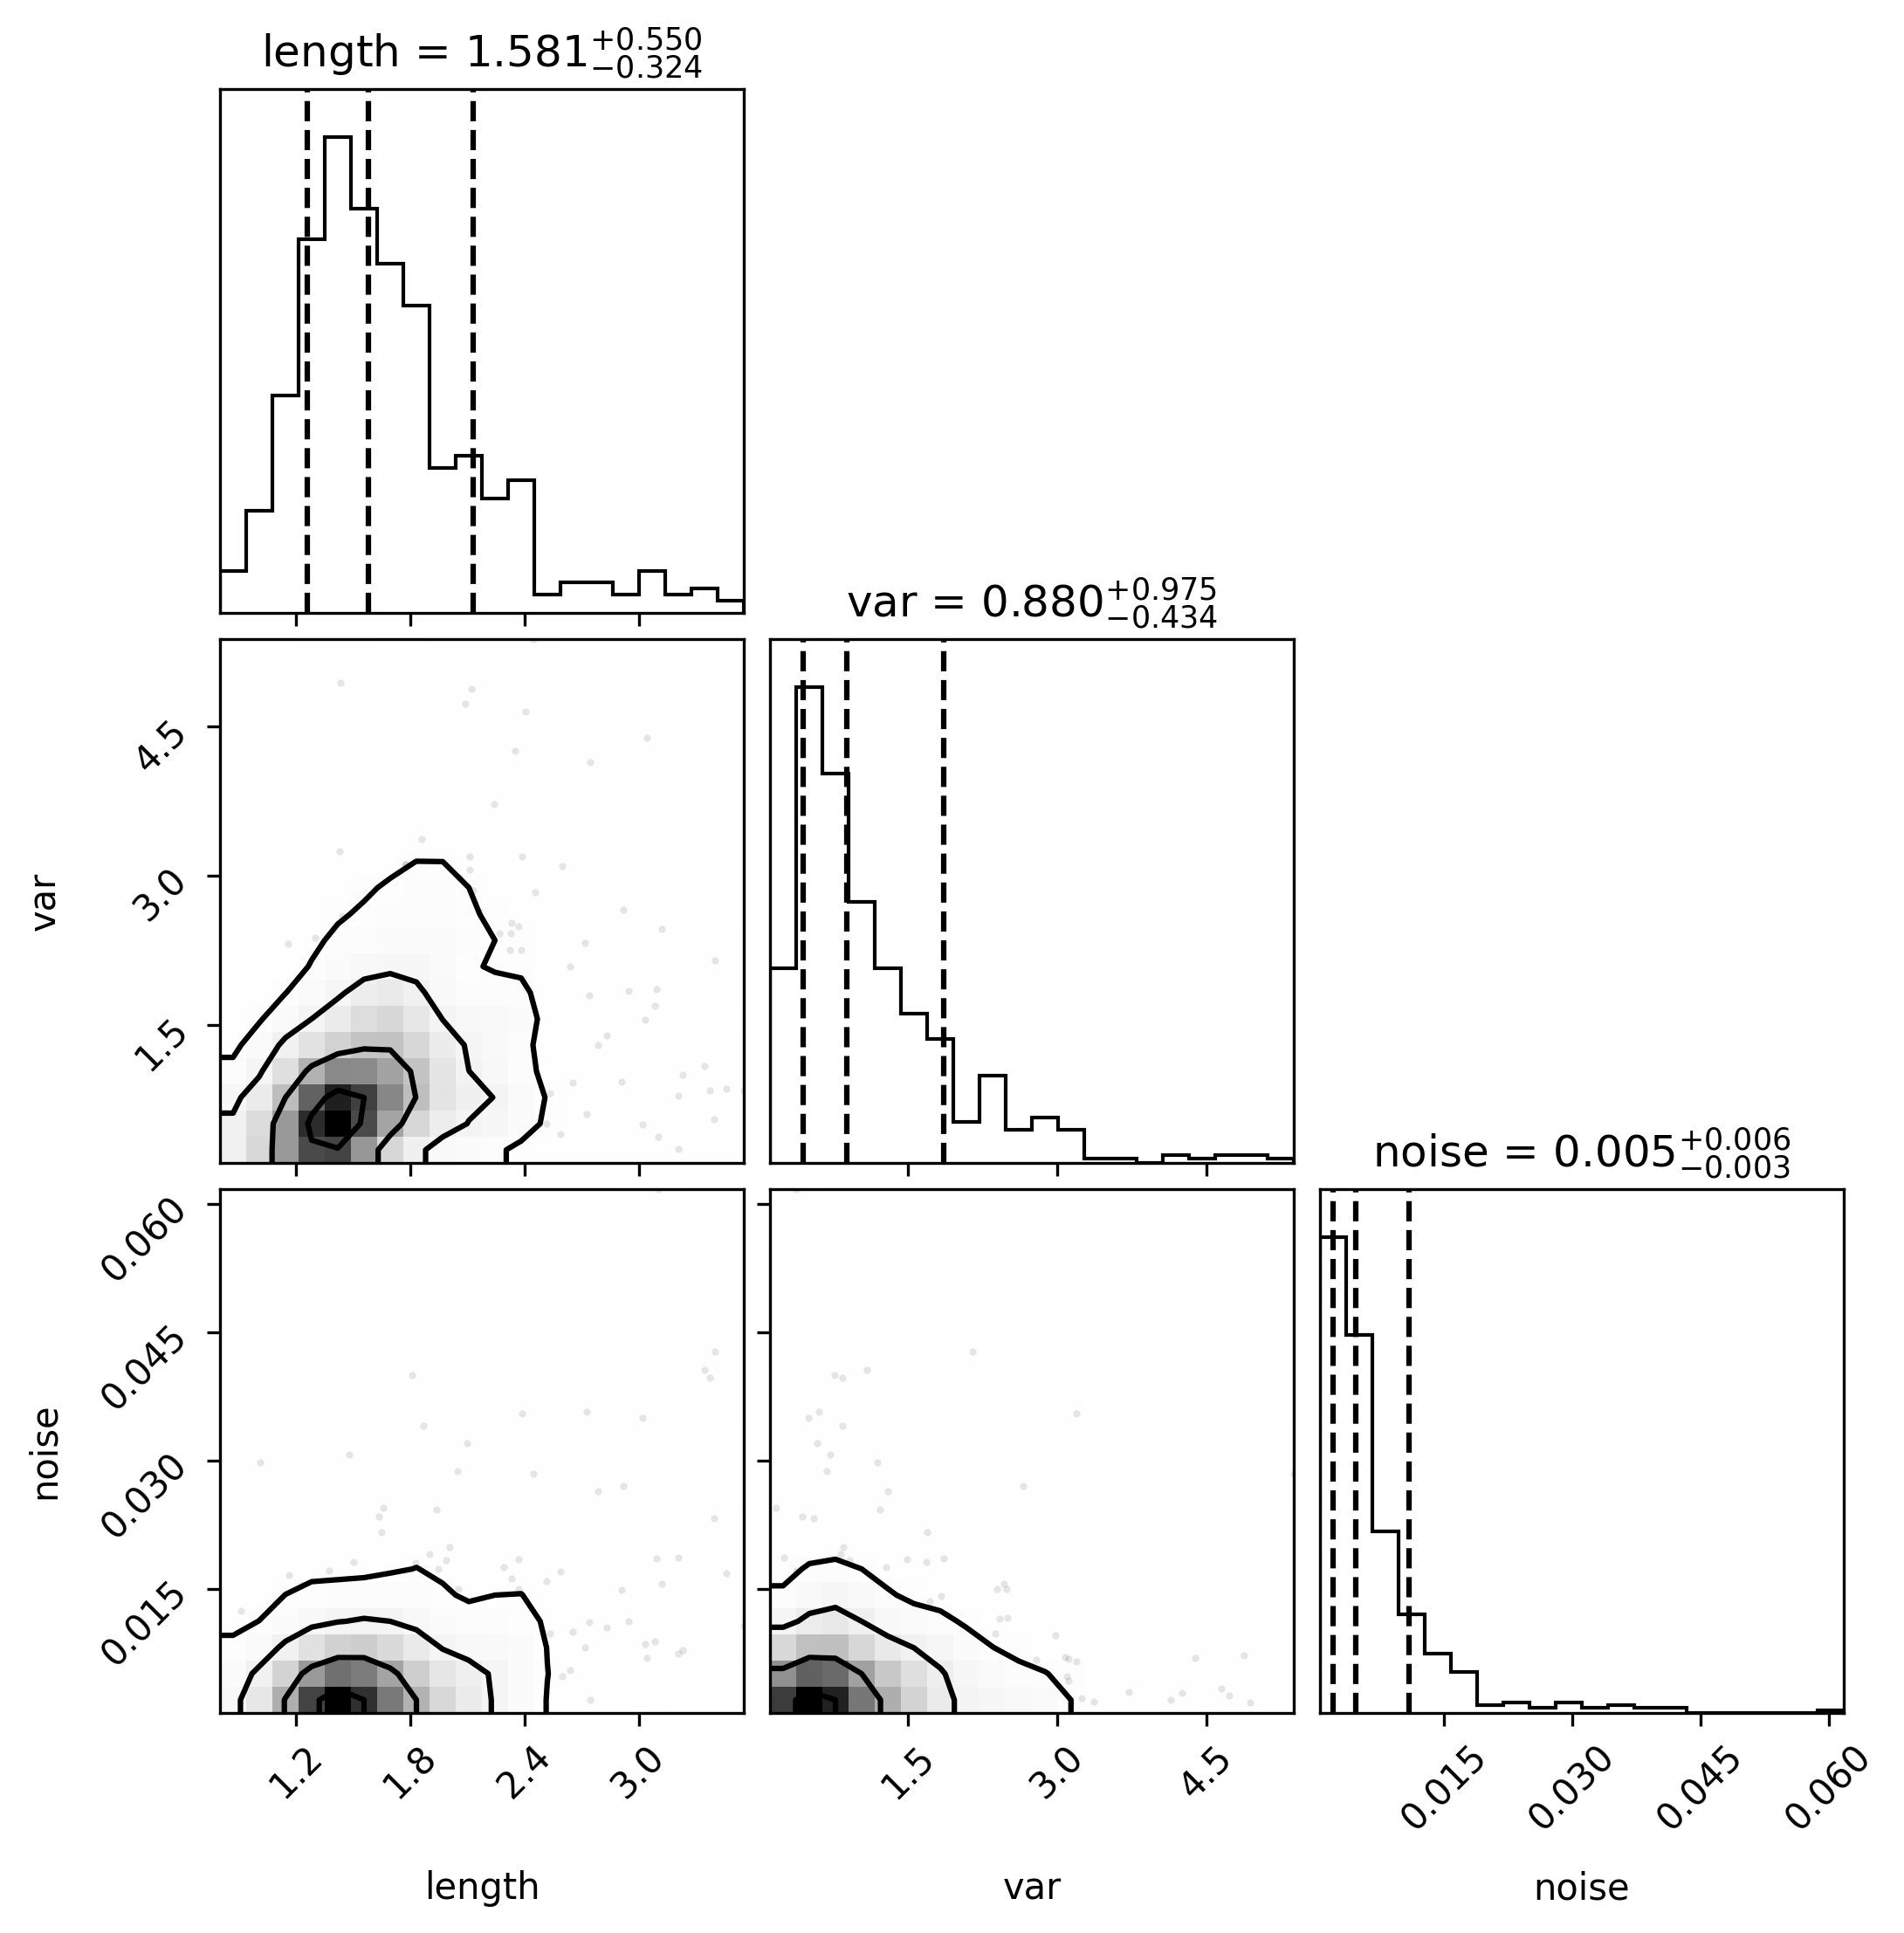 length = 1.581 +0.550 −0.324
var = 0.880 +0.975 −0.434
4.5
3.0
1.5
var
noise = 0.005 +0.006 −0.003
0.060
0.045
0.030
0.015
noise
1.2 1.8 2.4 3.0 1.5 3.0 4.5 0.015 0.030 0.045 0.060
length var noise